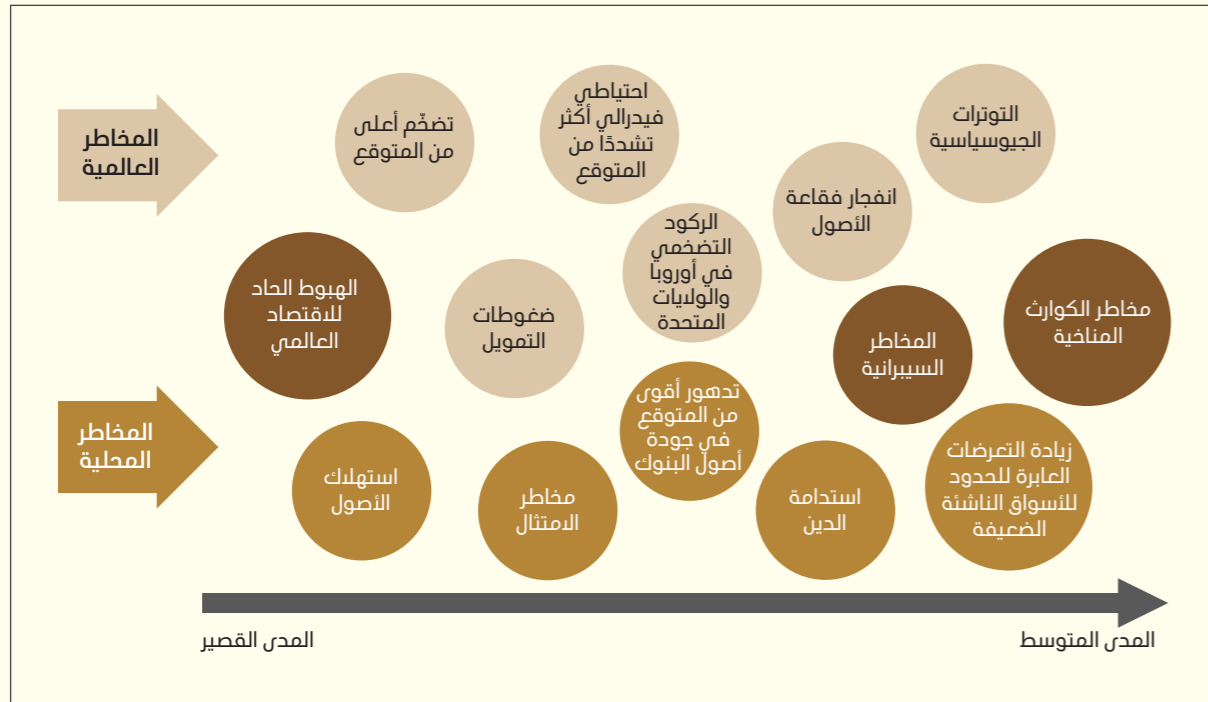 المخاطر
العالمية
تضخّم أعلى
من المتوقع
احتياطي
فيدرالي أكثر
تشددًا من
المتوقع
التوترات
الجيوسياسية
انفجار فقاعة
الأصول
الركود
التضخمي
في أوروبا
والولايات
المتحدة
الهبوط الحاد
للاقتصاد
العالمي
ضغوطات
التمويل
المخاطر
السيبرانية
مخاطر الكوارث
المناخية
المخاطر
المحلية
استهلاك
الأصول
مخاطر
الامتثال
تدهور أقوى
من المتوقع
في جودة
أصول البنوك
استدامة
الدين
زيادة التعرضات
العابرة للحدود
للأسواق الناشئة
الضعيفة
المدى القصير
المدى المتوسط